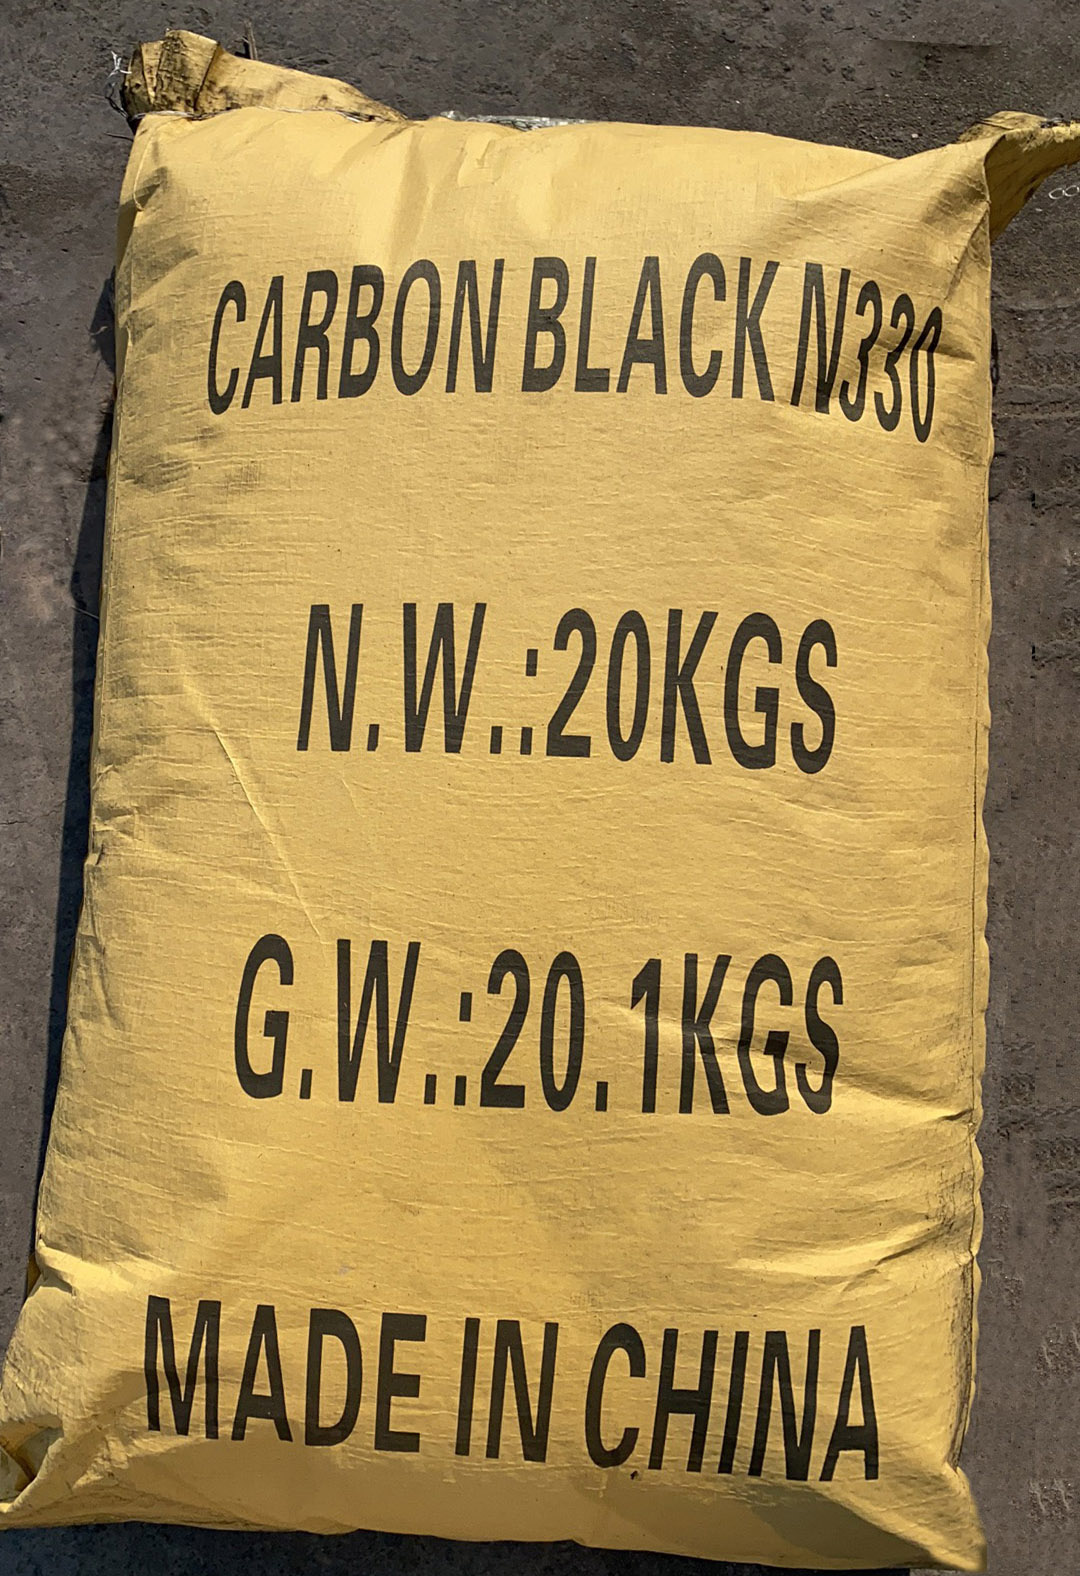 CARBON BLACK N330
N.W.:20KGS
G.W.:20.1KGS
MADE IN CHINA